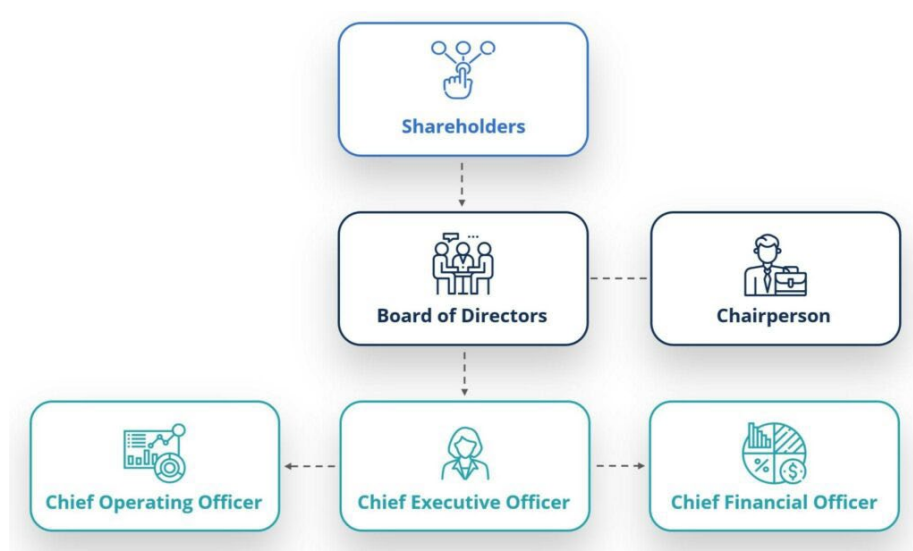 Shareholders
Board of Directors
Chairperson
Chief Operating Officer
Chief Executive Officer
Chief Financial Officer